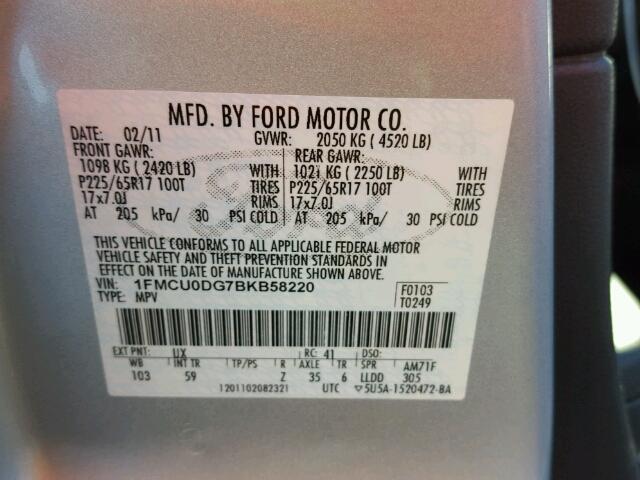 MFD. BY FORD MOTOR CO.
DATE: 02/11 GVWR: 2050 KG ( 4520 LB)
FRONT GAWR: REAR GAWR:
1098 KG ( 2420 LB) WITH 1021 KG ( 2250 LB) WITH
P225/65R17 100T TIRES P225/65R17 100T TIRES
17x7.0J RIMS 17x7.0J RIMS
AT 205 kPa/ 30 PSI COLD AT 205 kPa/ 30 PSI COLD
Ford
THIS VEHICLE CONFORMS TO ALL APPLICABLE FEDERAL MOTOR
VEHICLE SAFETY AND THEFT PREVENTION STANDARDS IN
EFFECT ON THE DATE OF MANUFACTURE SHOWN ABOVE.
VIN: 1FMCU0DG7BKB58220 F0103
TYPE: MPV T0249
EXT PNT: UX RC: 41 DSO:
WB INT TR TP/PS R AXLE TR SPR AM71F
103 59 Z 35 6 LLDD 305
1201102082321 UTC ▽5U5A-1520472-BA